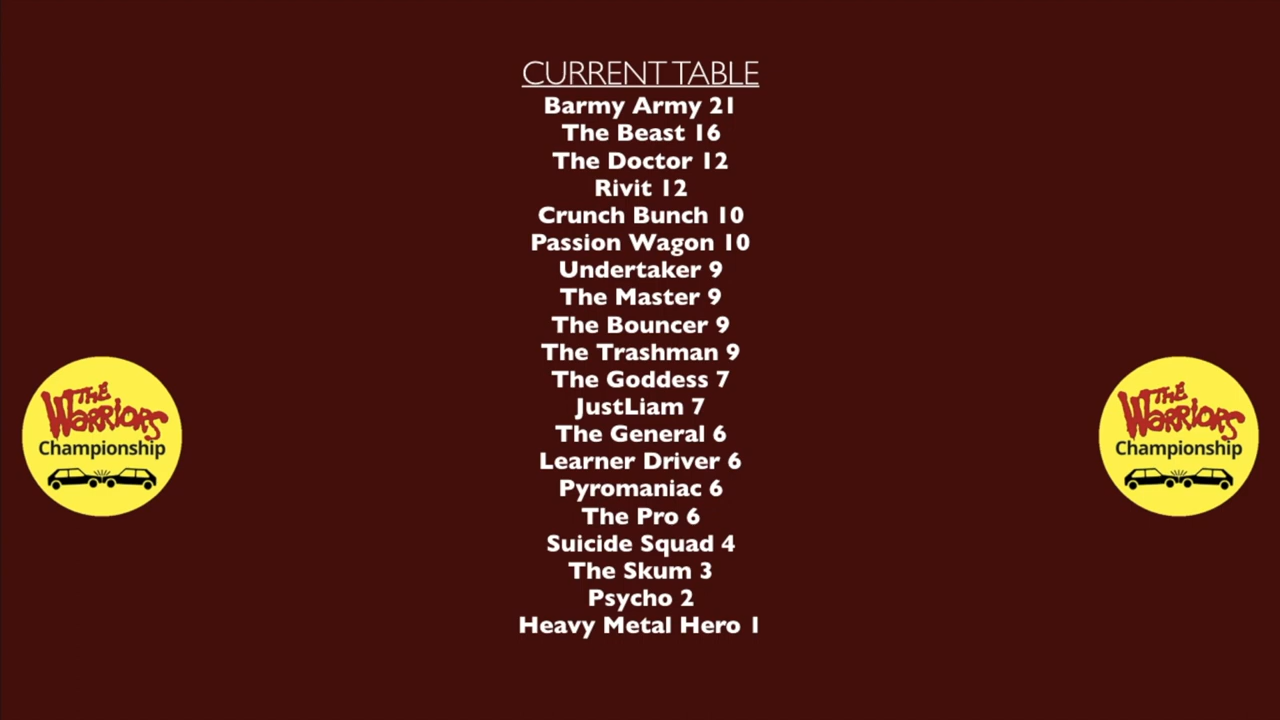 CURRENT TABLE
Barmy Army 21
The Beast 16
The Doctor 12
Rivit 12
Crunch Bunch 10
Passion Wagon 10
Undertaker 9
The Master 9
The Bouncer 9
The Trashman 9
The Goddess 7
JustLiam 7
The General 6
Learner Driver 6
Pyromaniac 6
The Pro 6
Suicide Squad 4
The Skum 3
Psycho 2
Heavy Metal Hero 1
THE
WARRIORS
Championship
THE
WARRIORS
Championship